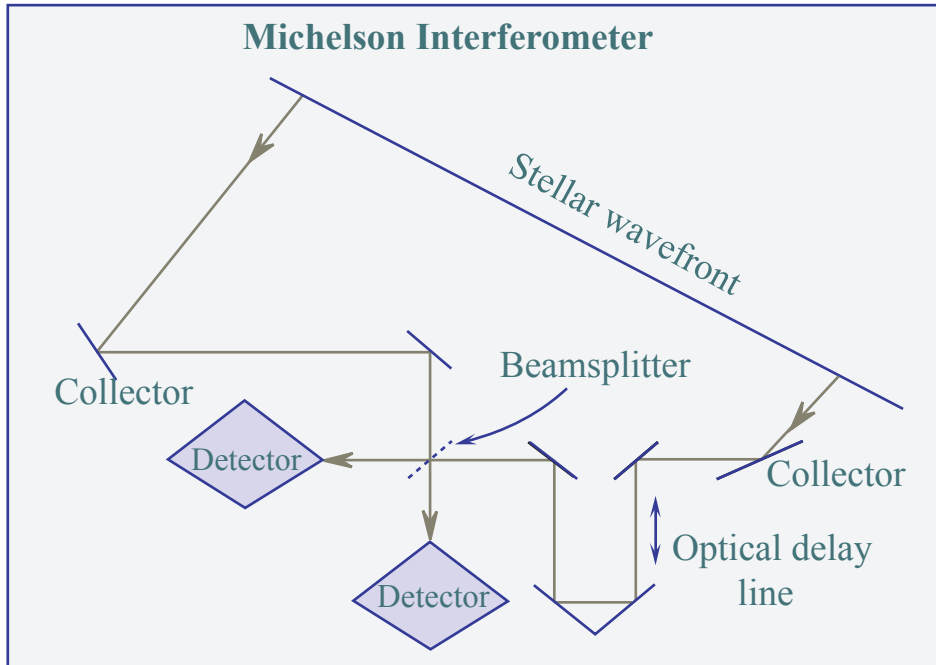 Michelson Interferometer
Stellar wavefront
Beamsplitter
Collector
Detector
Collector
Optical delay
line
Detector